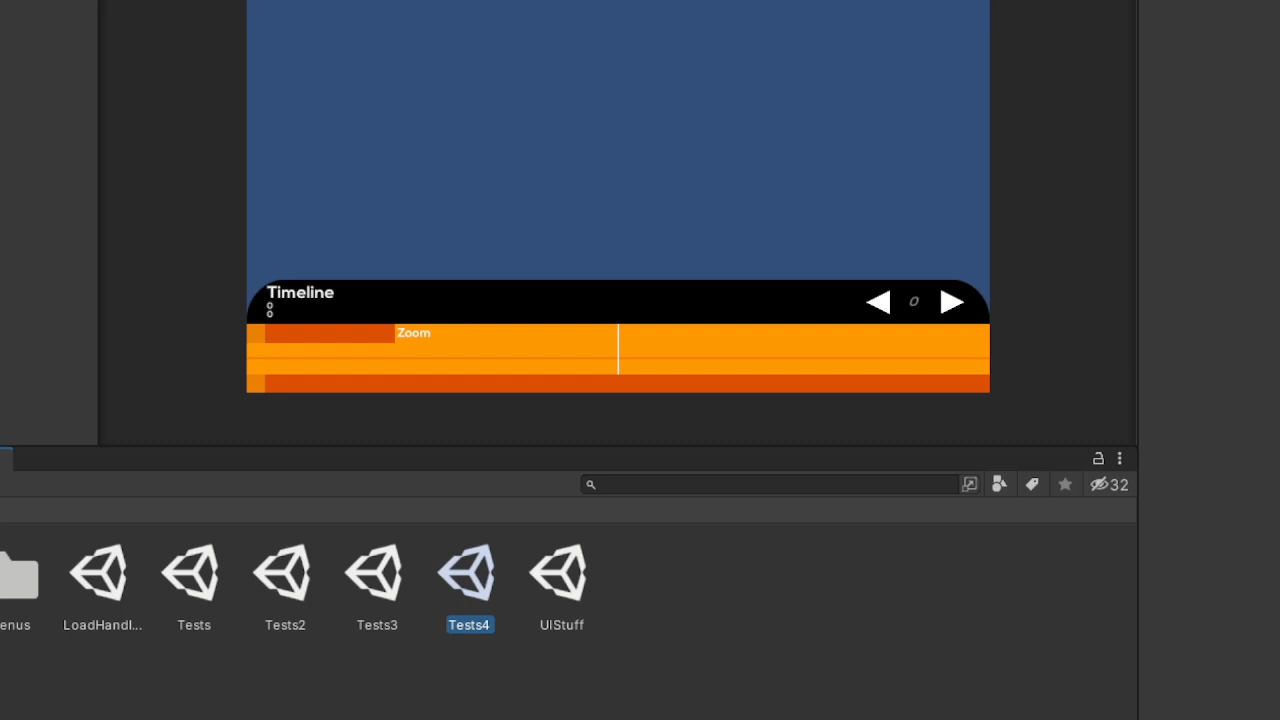 Timeline
0
0
0
Zoom
32
enus
LoadHandl...
Tests
Tests2
Tests3
Tests4
UIStuff